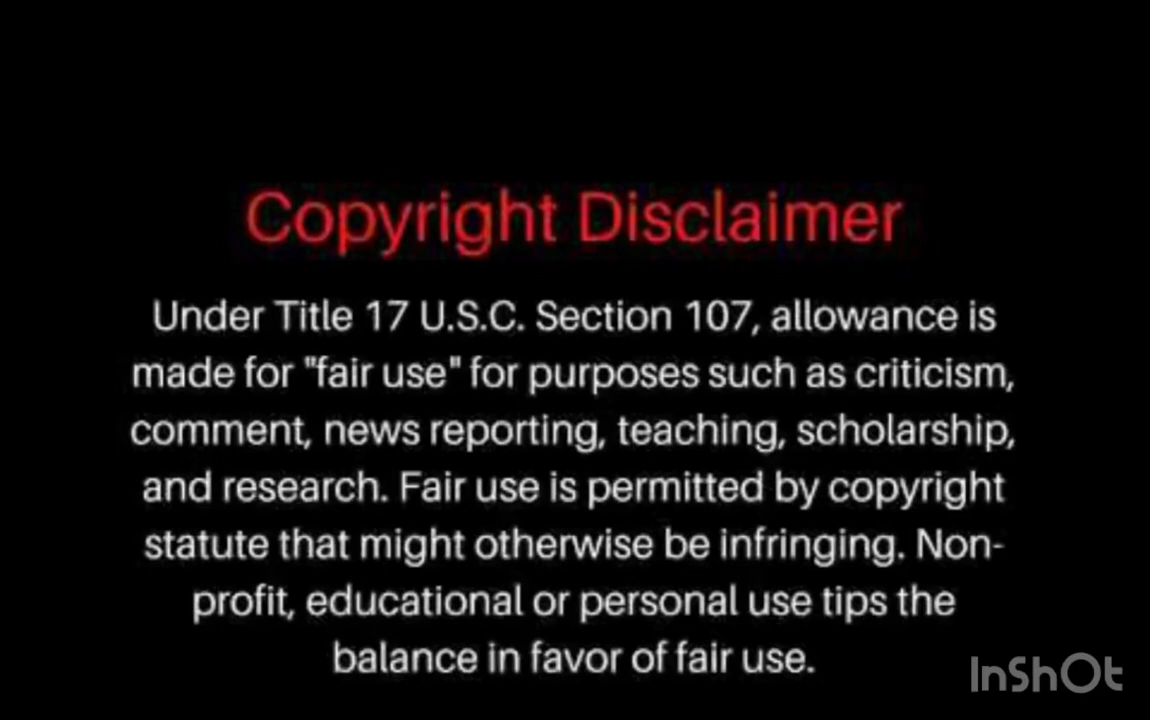 Copyright Disclaimer
Under Title 17 U.S.C. Section 107, allowance is
made for "fair use" for purposes such as criticism,
comment, news reporting, teaching, scholarship,
and research. Fair use is permitted by copyright
statute that might otherwise be infringing. Non-
profit, educational or personal use tips the
balance in favor of fair use.
InShOt